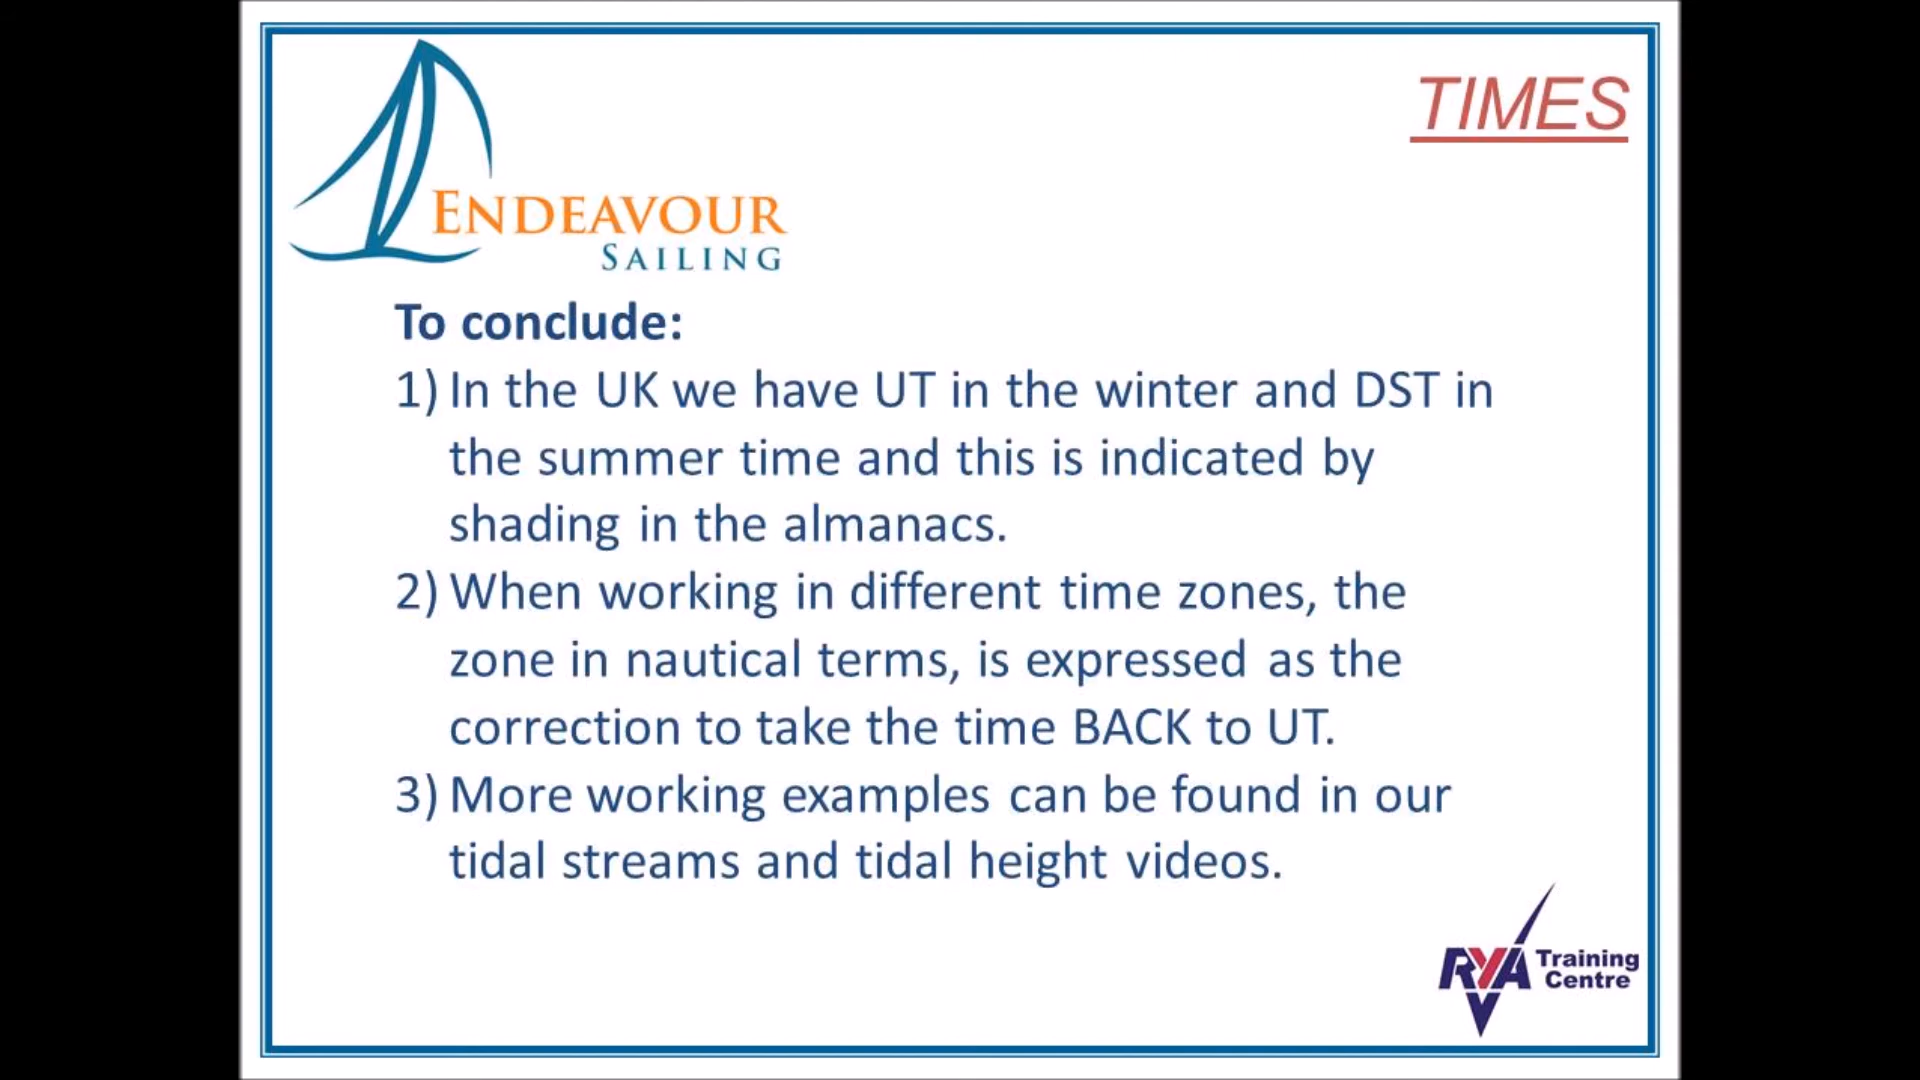 TIMES
ENDEAVOUR
SAILING
To conclude:
1) In the UK we have UT in the winter and DST in
the summer time and this is indicated by
shading in the almanacs.
2) When working in different time zones, the
zone in nautical terms, is expressed as the
correction to take the time BACK to UT.
3) More working examples can be found in our
tidal streams and tidal height videos.
RYA Training
Centre